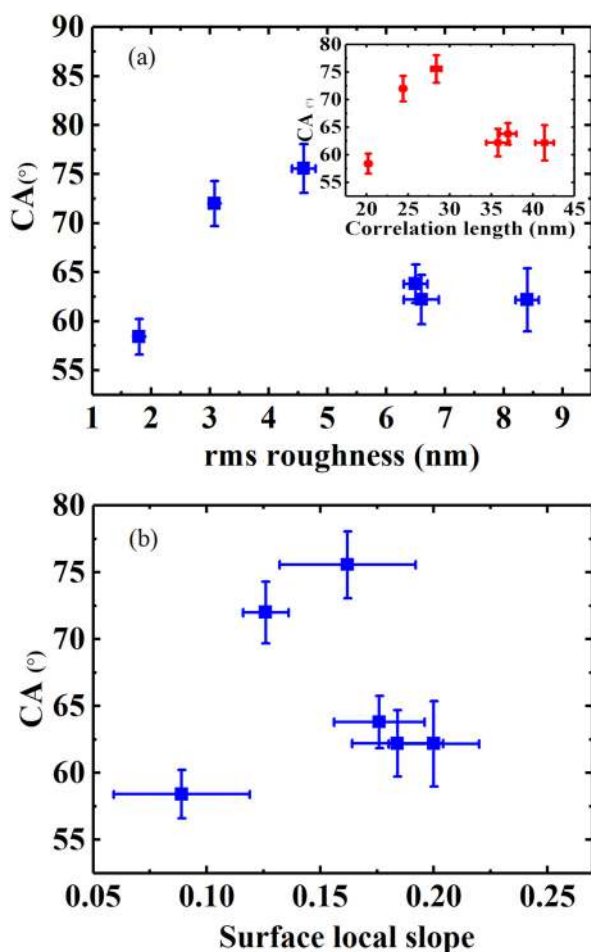 (a)
CA(°)
90
85
80
75
70
65
60
55
1 2 3 4 5 6 7 8 9
rms roughness (nm)
CA (°)
80
75
70
65
60
55
20 25 30 35 40 45
Correlation length (nm)
(b)
CA (°)
80
75
70
65
60
55
0.05 0.10 0.15 0.20 0.25
Surface local slope